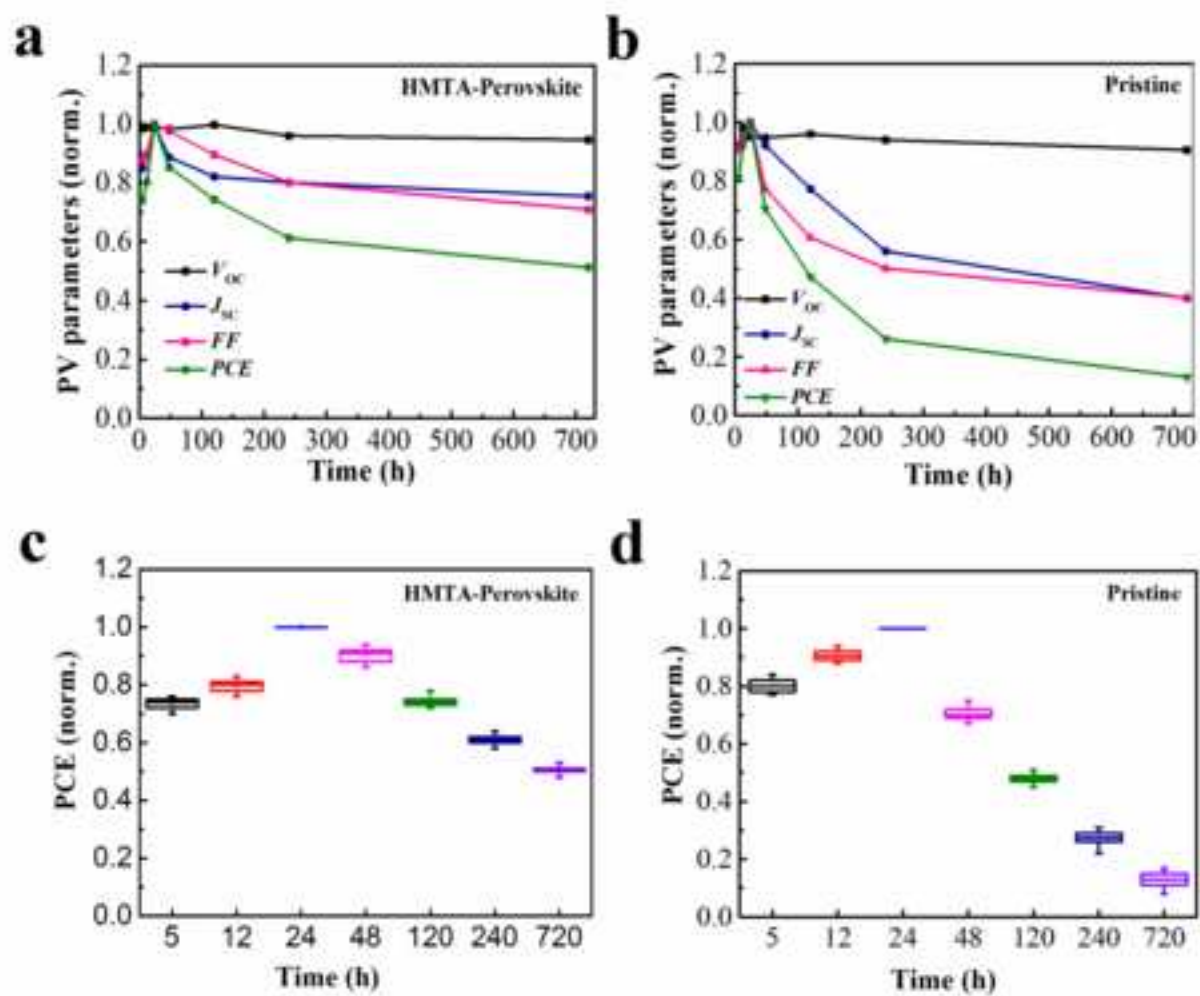 a
HMTA-Perovskite
PV parameters (norm.)
1.2
1.0
0.8
0.6
0.4
0.2
0.0
V_OC
J_SC
FF
PCE
0 100 200 300 400 500 600 700
Time (h)
b
Pristine
PV parameters (norm.)
1.2
1.0
0.8
0.6
0.4
0.2
0.0
V_OC
J_SC
FF
PCE
0 100 200 300 400 500 600 700
Time (h)
c
HMTA-Perovskite
PCE (norm.)
1.2
1.0
0.8
0.6
0.4
0.2
0.0
5 12 24 48 120 240 720
Time (h)
d
Pristine
PCE (norm.)
1.2
1.0
0.8
0.6
0.4
0.2
0.0
5 12 24 48 120 240 720
Time (h)